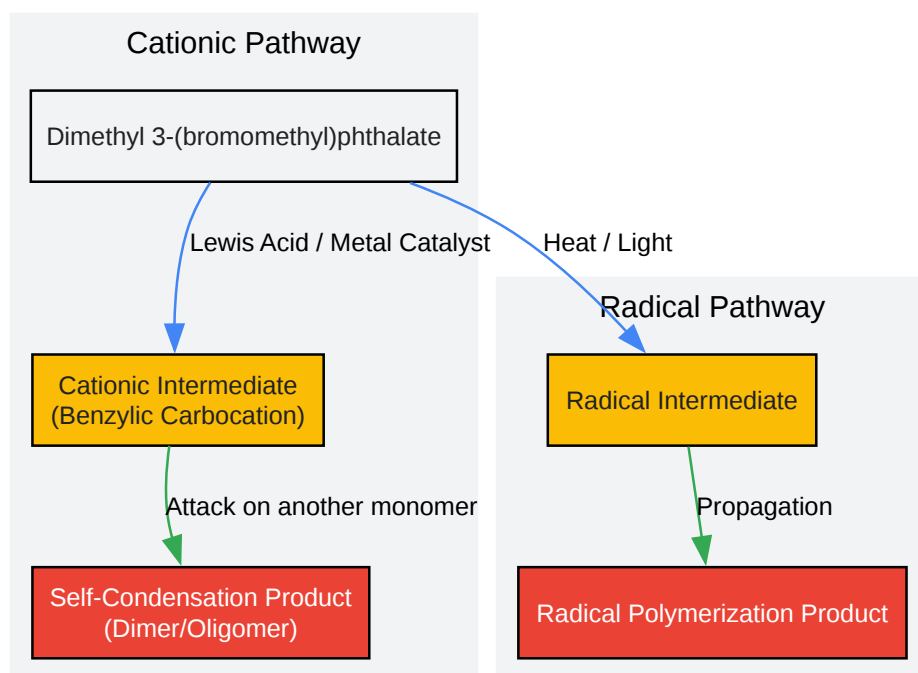 Cationic Pathway
Dimethyl 3-(bromomethyl)phthalate
Lewis Acid / Metal Catalyst
Heat / Light
Radical Pathway
Cationic Intermediate
(Benzylic Carbocation)
Radical Intermediate
Attack on another monomer
Propagation
Self-Condensation Product
(Dimer/Oligomer)
Radical Polymerization Product